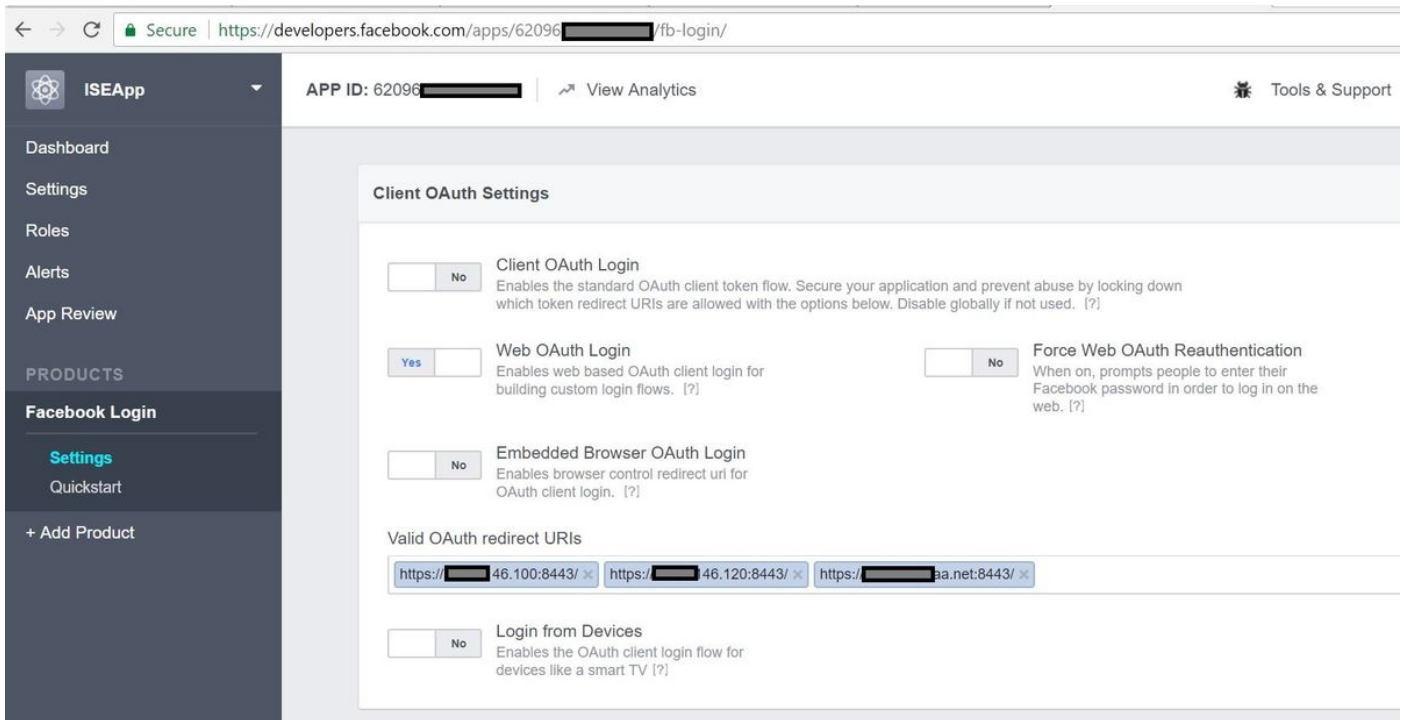 Secure https://developers.facebook.com/apps/62096 /fb-login/
ISEApp
APP ID: 62096 View Analytics Tools & Support
Dashboard
Settings
Roles
Alerts
App Review
PRODUCTS
Facebook Login
Settings
Quickstart
+ Add Product
Client OAuth Settings
No
Client OAuth Login
Enables the standard OAuth client token flow. Secure your application and prevent abuse by locking down
which token redirect URIs are allowed with the options below. Disable globally if not used. [?]
Yes
Web OAuth Login
Enables web based OAuth client login for
building custom login flows. [?]
No
Force Web OAuth Reauthentication
When on, prompts people to enter their
Facebook password in order to log in on the
web. [?]
No
Embedded Browser OAuth Login
Enables browser control redirect uri for
OAuth client login. [?]
Valid OAuth redirect URIs
https:// 46.100:8443/ × https:/ 146.120:8443/ × https:/ aa.net:8443/ ×
No
Login from Devices
Enables the OAuth client login flow for
devices like a smart TV [?]